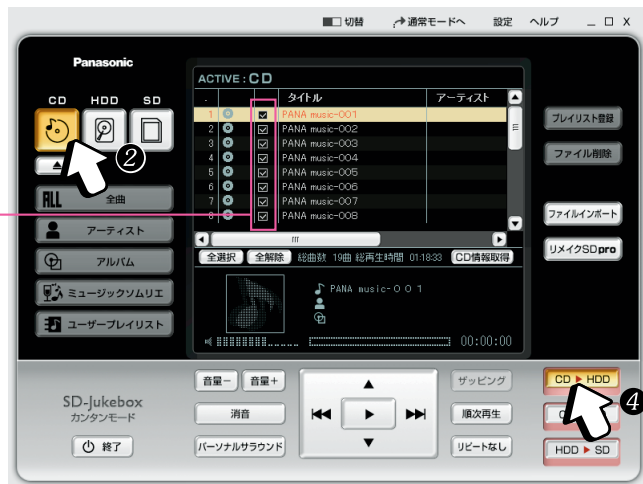 切替 通常モードへ 設定 ヘルプ
Panasonic
CD HDD SD
②
ALL 全曲
アーティスト
アルバム
ミュージックソムリエ
ユーザープレイリスト
ACTIVE : CD
タイトル アーティスト
1 PANA music-001
2 PANA music-002
3 PANA music-003
4 PANA music-004
5 PANA music-005
6 PANA music-006
7 PANA music-007
8 PANA music-008
全選択 全解除 総曲数 19曲 総再生時間 01:18:33 CD情報取得
PANA music-001
00:00:00
プレイリスト登録
ファイル削除
ファイルインポート
リメイクSDpro
SD-Jukebox
カンタンモード
終了
音量− 音量+
消音
パーソナルサラウンド
ザッピング
順次再生
リピートなし
CD ▶ HDD
④
HDD ▶ SD